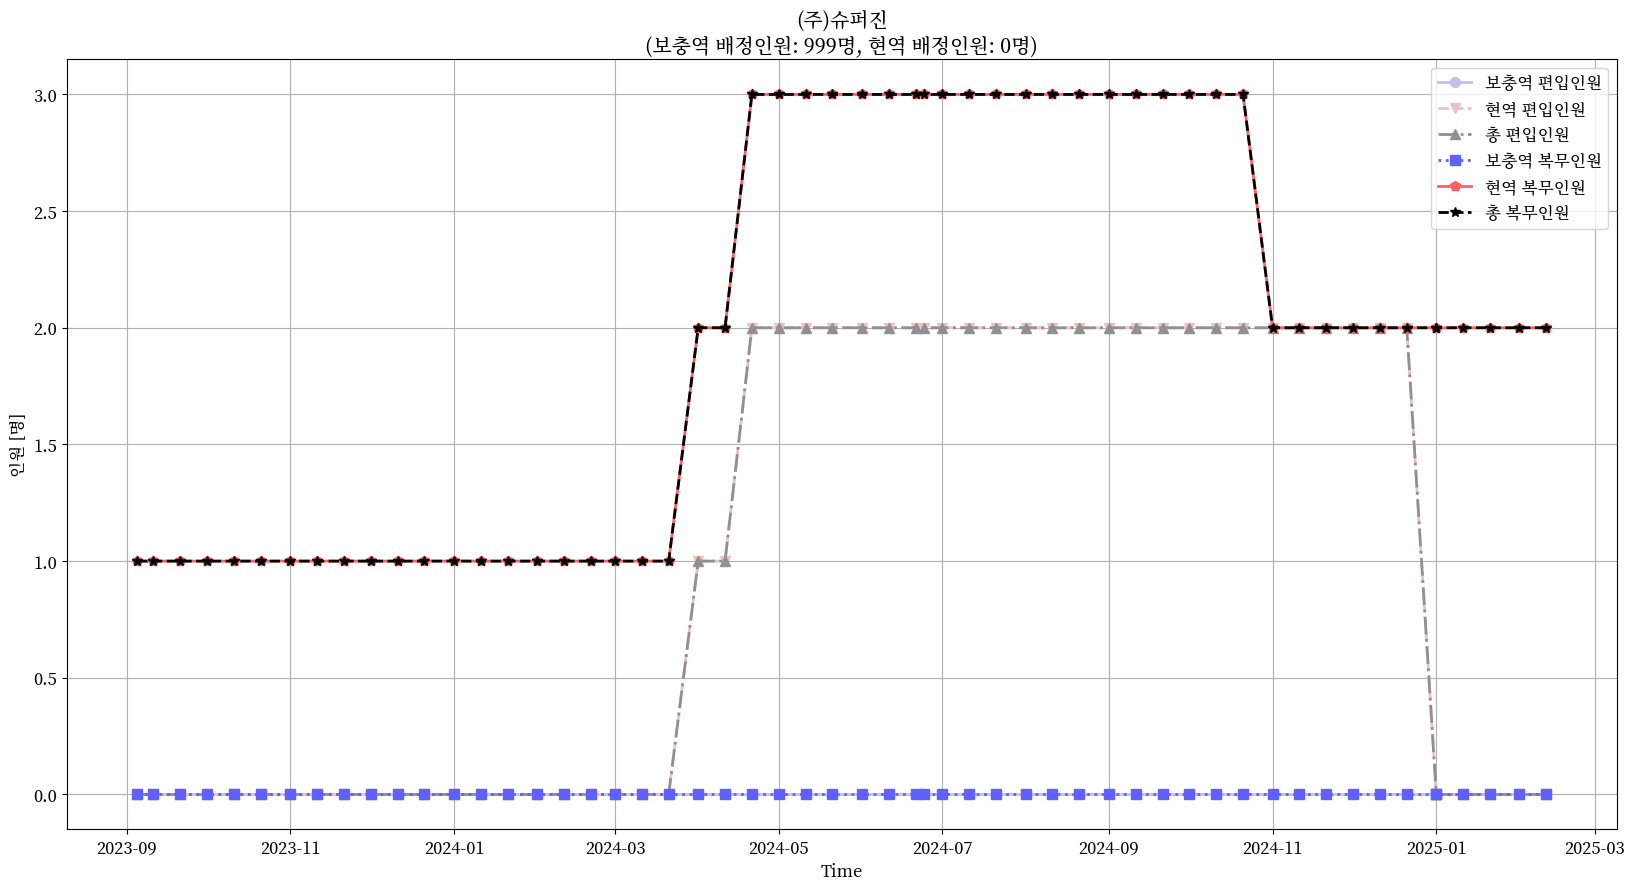 (주)슈퍼진
(보충역 배정인원: 999명, 현역 배정인원: 0명)
보충역 편입인원
현역 편입인원
총 편입인원
보충역 복무인원
현역 복무인원
총 복무인원
인원 [명]
3.0
2.5
2.0
1.5
1.0
0.5
0.0
2023-09
2023-11
2024-01
2024-03
2024-05
2024-07
2024-09
2024-11
2025-01
2025-03
Time